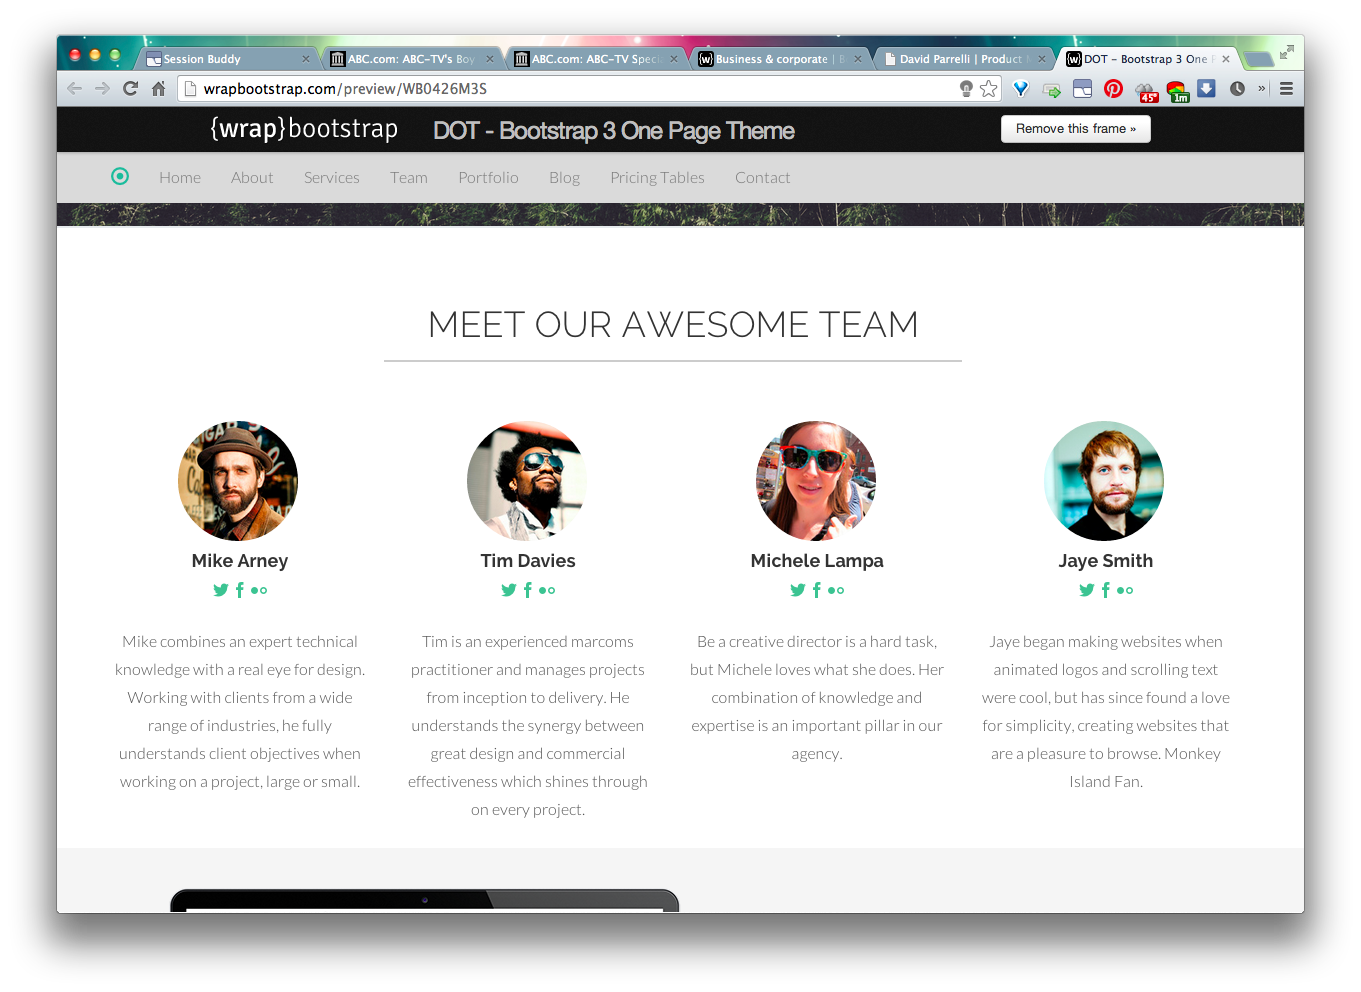 Session Buddy
ABC.com: ABC-TV's Boy
ABC.com: ABC-TV Speci
Business & corporate | B
David Parrelli | Product
DOT - Bootstrap 3 One P
wrapbootstrap.com/preview/WB0426M3S
45°
1m
»
{wrap}bootstrap
DOT - Bootstrap 3 One Page Theme
Remove this frame »
Home About Services Team Portfolio Blog Pricing Tables Contact
MEET OUR AWESOME TEAM
Mike Arney
Mike combines an expert technical
knowledge with a real eye for design.
Working with clients from a wide
range of industries, he fully
understands client objectives when
working on a project, large or small.
Tim Davies
Tim is an experienced marcoms
practitioner and manages projects
from inception to delivery. He
understands the synergy between
great design and commercial
effectiveness which shines through
on every project.
Michele Lampa
Be a creative director is a hard task,
but Michele loves what she does. Her
combination of knowledge and
expertise is an important pillar in our
agency.
Jaye Smith
Jaye began making websites when
animated logos and scrolling text
were cool, but has since found a love
for simplicity, creating websites that
are a pleasure to browse. Monkey
Island Fan.